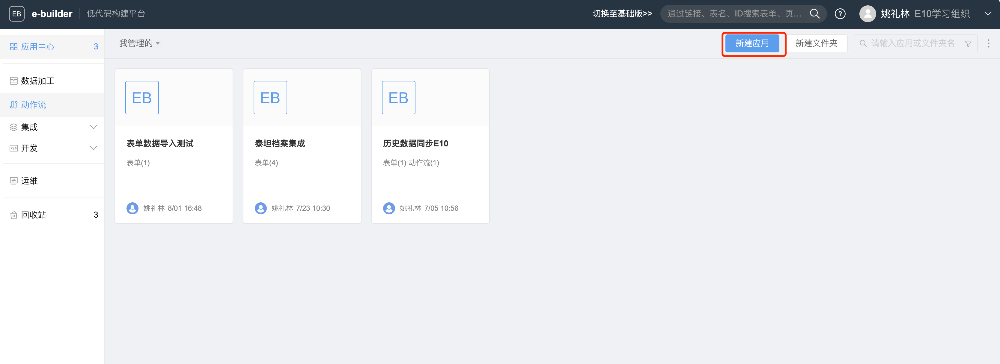 EB e-builder 低代码构建平台 切换至基础版>> 通过链接、表名、ID搜索表单、页... ? 姚礼林 E10学习组织
应用中心 3
我管理的 新建应用 新建文件夹 请输入应用或文件夹名
数据加工
动作流
集成
开发
运维
回收站 3
EB
表单数据导入测试
表单(1)
姚礼林 8/01 16:48
EB
泰坦档案集成
表单(4)
姚礼林 7/23 10:30
EB
历史数据同步E10
表单(1) 动作流(1)
姚礼林 7/05 10:56